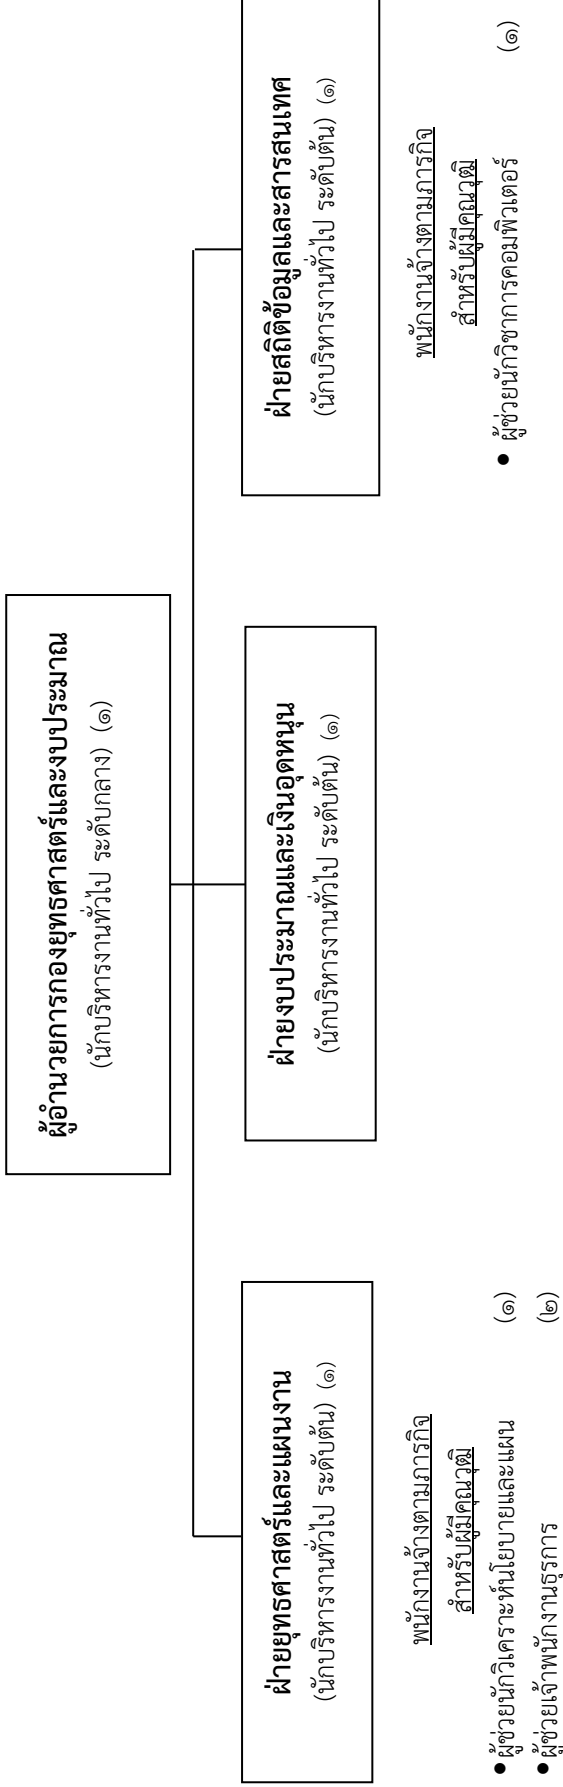 ผู้อำนวยการกองยุทธศาสตร์และงบประมาณ
(นักบริหารงานทั่วไป ระดับกลาง) (๑)
ฝ่ายยุทธศาสตร์และแผนงาน
(นักบริหารงานทั่วไป ระดับต้น) (๑)
พนักงานจ้างตามภารกิจ
สำหรับผู้มีคุณวุฒิ
● ผู้ช่วยนักวิเคราะห์นโยบายและแผน (๑)
● ผู้ช่วยเจ้าพนักงานธุรการ (๒)
ฝ่ายงบประมาณและเงินอุดหนุน
(นักบริหารงานทั่วไป ระดับต้น) (๑)
ฝ่ายสถิติข้อมูลและสารสนเทศ
(นักบริหารงานทั่วไป ระดับต้น) (๑)
พนักงานจ้างตามภารกิจ
สำหรับผู้มีคุณวุฒิ
● ผู้ช่วยนักวิชาการคอมพิวเตอร์ (๑)